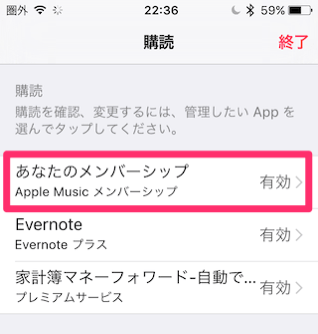 圏外 22:36 59%
購読 終了
購読
購読を確認、変更するには、管理したい App を
選んでタップしてください。
あなたのメンバーシップ
Apple Music メンバーシップ
有効
Evernote
Evernote プラス
有効
家計簿マネーフォワード-自動で...
プレミアムサービス
有効